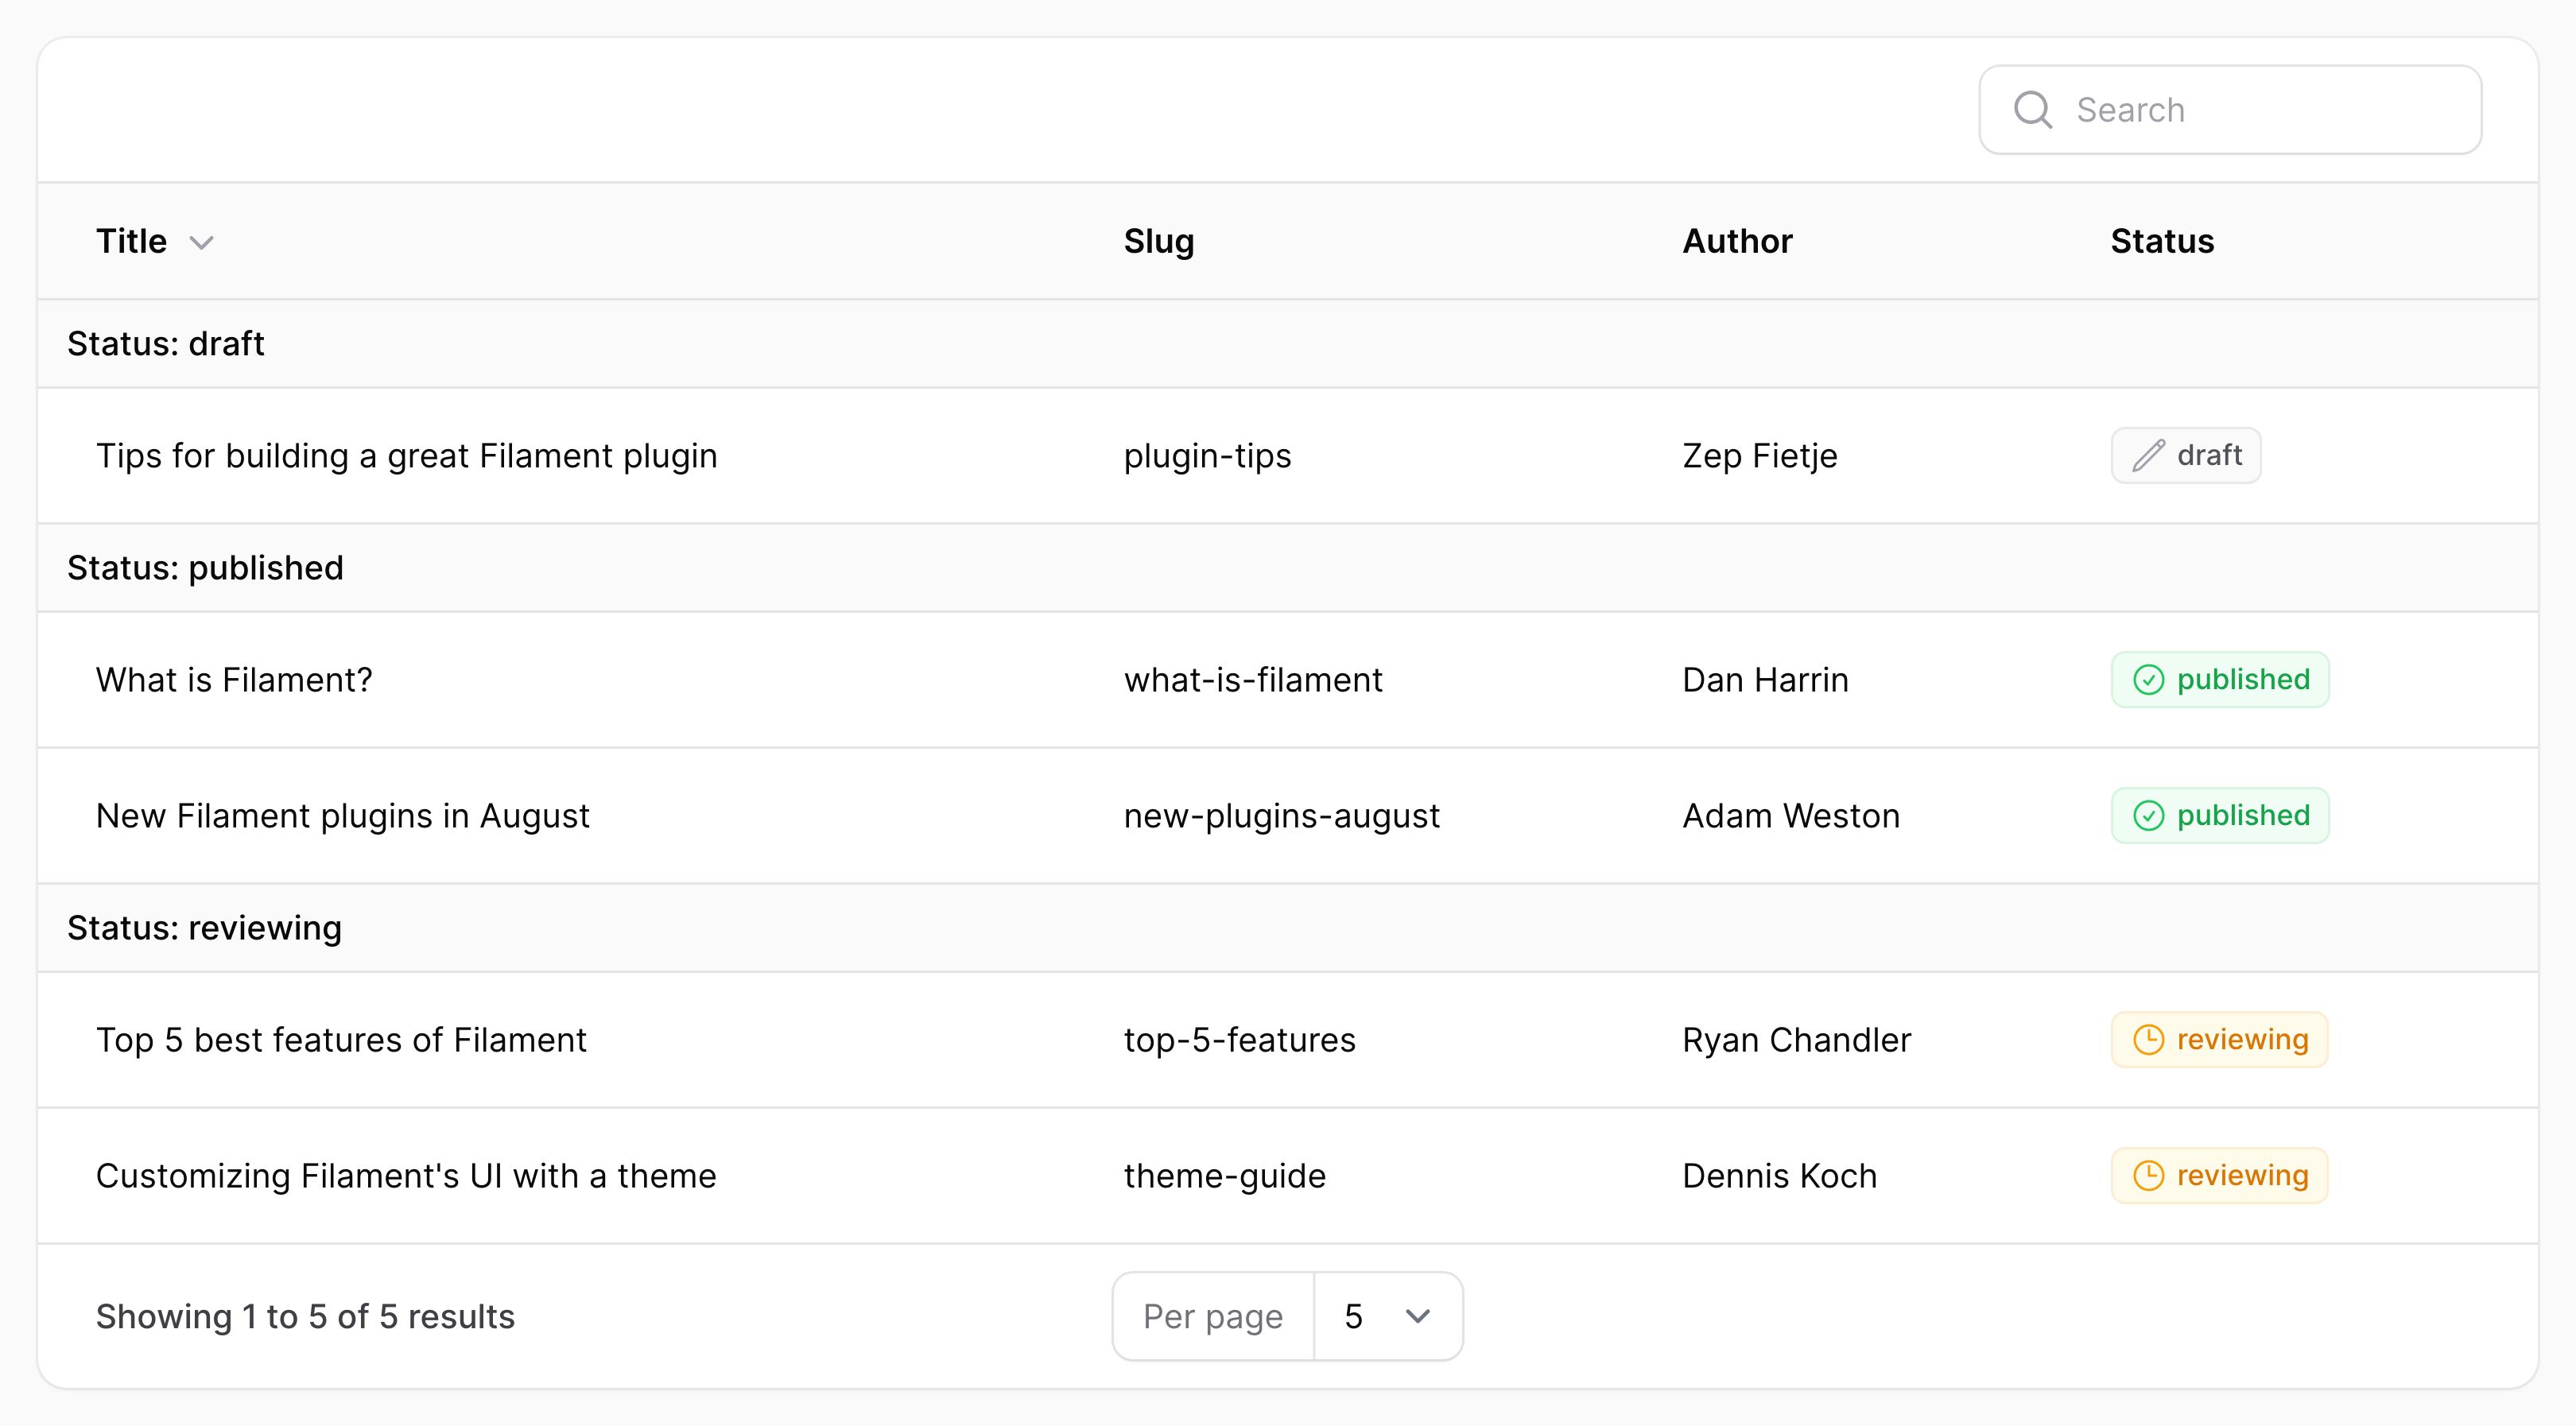 Search
Title Slug Author Status
Status: draft
Tips for building a great Filament plugin plugin-tips Zep Fietje draft
Status: published
What is Filament? what-is-filament Dan Harrin published
New Filament plugins in August new-plugins-august Adam Weston published
Status: reviewing
Top 5 best features of Filament top-5-features Ryan Chandler reviewing
Customizing Filament's UI with a theme theme-guide Dennis Koch reviewing
Showing 1 to 5 of 5 results Per page 5